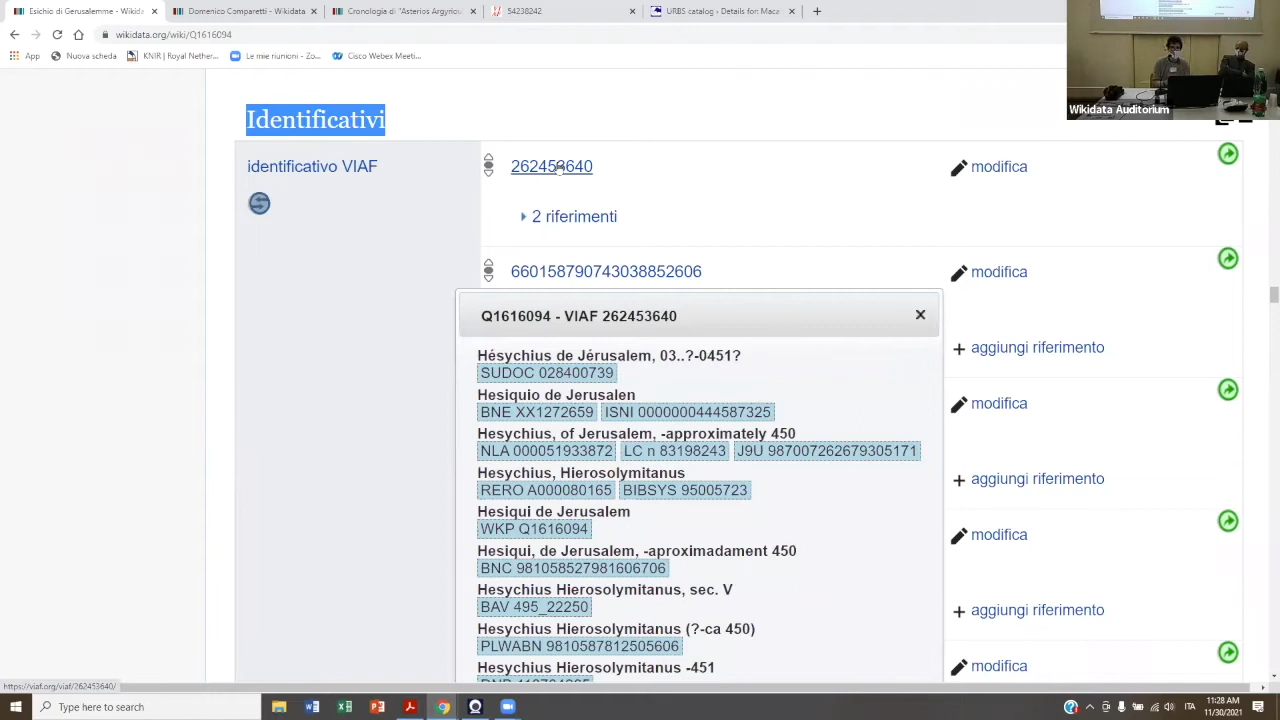 Esichio di Gerusalemme - Wikida
Domenico Comparetti - Wikidata
Cronologia di "Asterios Argyriou"
54238242
URBS catalog - Details for: Maca
wikidata.org/wiki/Q1616094
App
Nuova scheda
KNIR | Royal Nether...
Le mie riunioni - Zo...
Cisco Webex Meeti...
Wikidata Auditorium
Identificativi
identificativo VIAF
262453640
modifica
2 riferimenti
660158790743038852606
modifica
Q1616094 - VIAF 262453640
aggiungi riferimento
Hésychius de Jérusalem, 03..?-0451?
SUDOC 028400739
Hesiquio de Jerusalen
modifica
BNE XX1272659 ISNI 0000000444587325
Hesychius, of Jerusalem, -approximately 450
NLA 000051933872 LC n 83198243 J9U 987007262679305171
Hesychius, Hierosolymitanus
aggiungi riferimento
RERO A000080165 BIBSYS 95005723
Hesiqui de Jerusalem
WKP Q1616094
modifica
Hesiqui, de Jerusalem, -aproximadament 450
BNC 981058527981606706
Hesychius Hierosolymitanus, sec. V
BAV 495_22250
aggiungi riferimento
Hesychius Hierosolymitanus (?-ca 450)
PLWABN 9810587812505606
Hesychius Hierosolymitanus -451
modifica
https://viaf.org/viaf/262453640/
Type here to search
ITA
11:28 AM
11/30/2021